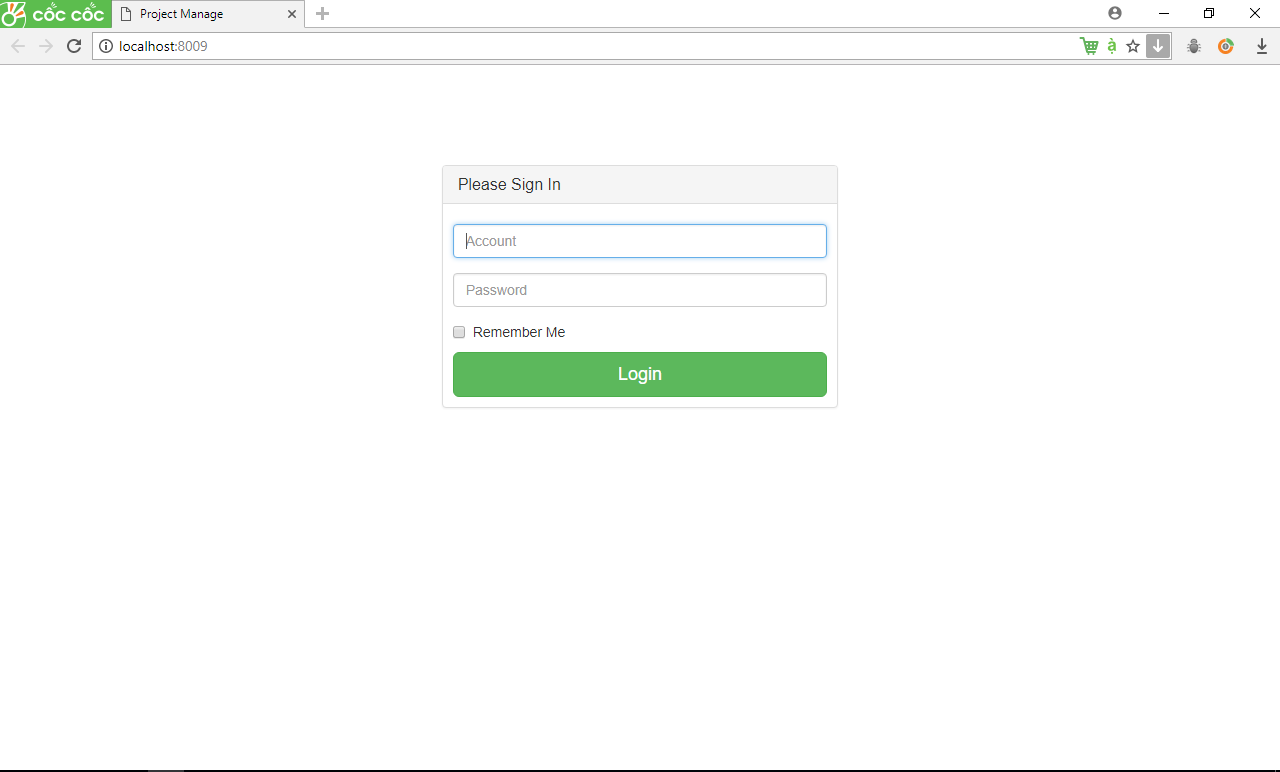 cốc cốc
Project Manage
localhost:8009
à
Please Sign In
Account
Password
Remember Me
Login